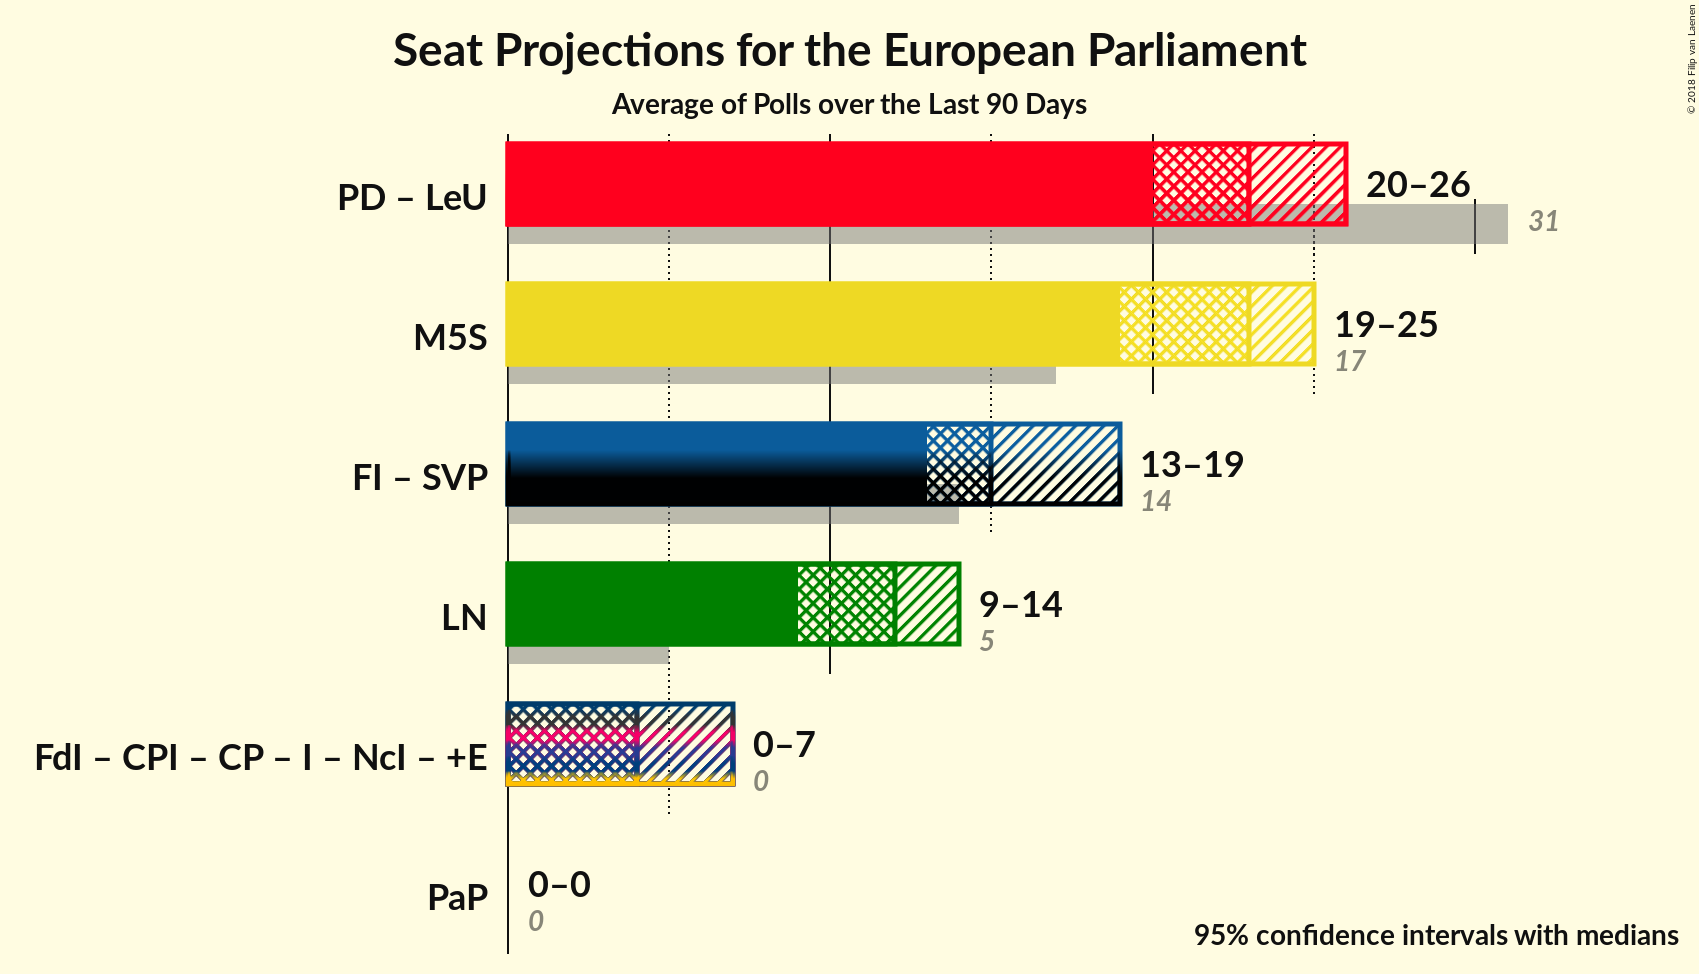 Seat Projections for the European Parliament
Average of Polls over the Last 90 Days
© 2018 Filip van Laenen
PD – LeU
20–26
31
M5S
19–25
17
FI – SVP
13–19
14
LN
9–14
5
FdI – CPI – CP – I – NcI – +E
0–7
0
PaP
0–0
0
95% confidence intervals with medians